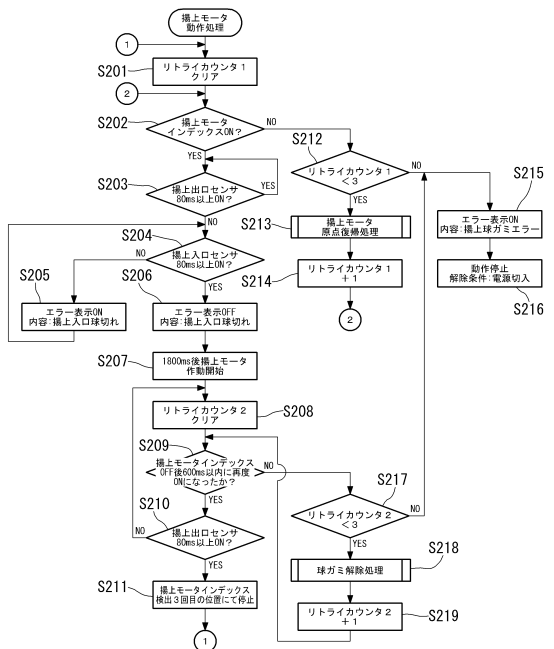 揚上モータ
動作処理
1
S201
リトライカウンタ1
クリア
2
S202
揚上モータ
インデックスON?
NO
YES
S203
揚上出口センサ
80ms以上ON?
YES
NO
S204
揚上入口センサ
80ms以上ON?
NO
YES
S205
エラー表示ON
内容:揚上入口球切れ
S206
エラー表示OFF
内容:揚上入口球切れ
S207
1800ms後揚上モータ
作動開始
S208
リトライカウンタ2
クリア
S209
揚上モータインデックス
OFF後600ms以内に再度
ONになったか?
NO
YES
S210
揚上出口センサ
80ms以上ON?
NO
YES
S211
揚上モータインデックス
検出3回目の位置にて停止
1
S212
リトライカウンタ1
<3
NO
YES
S213
揚上モータ
原点復帰処理
S214
リトライカウンタ1
+1
2
S215
エラー表示ON
内容:揚上球ガミエラー
動作停止
解除条件:電源切入
S216
S217
リトライカウンタ2
<3
NO
YES
S218
球ガミ解除処理
S219
リトライカウンタ2
+1